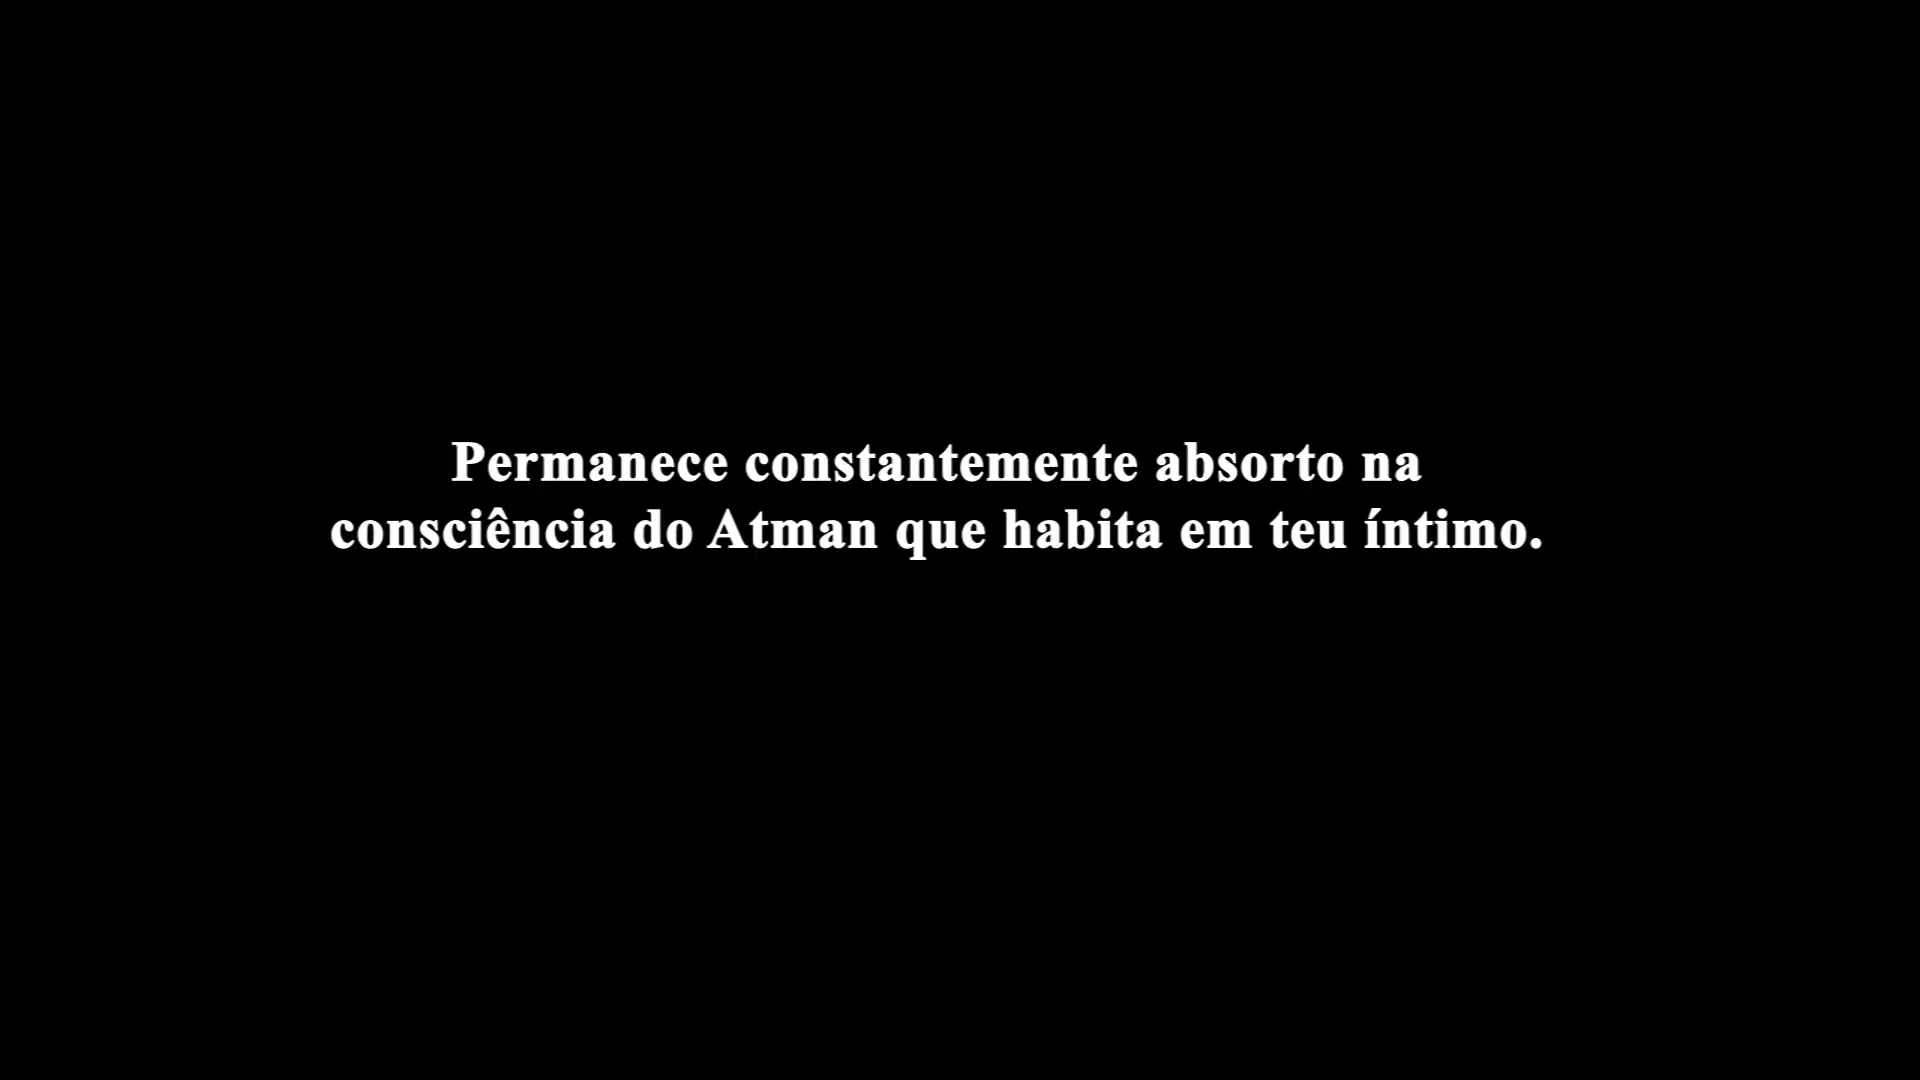 Permanece constantemente absorto na
consciência do Atman que habita em teu íntimo.